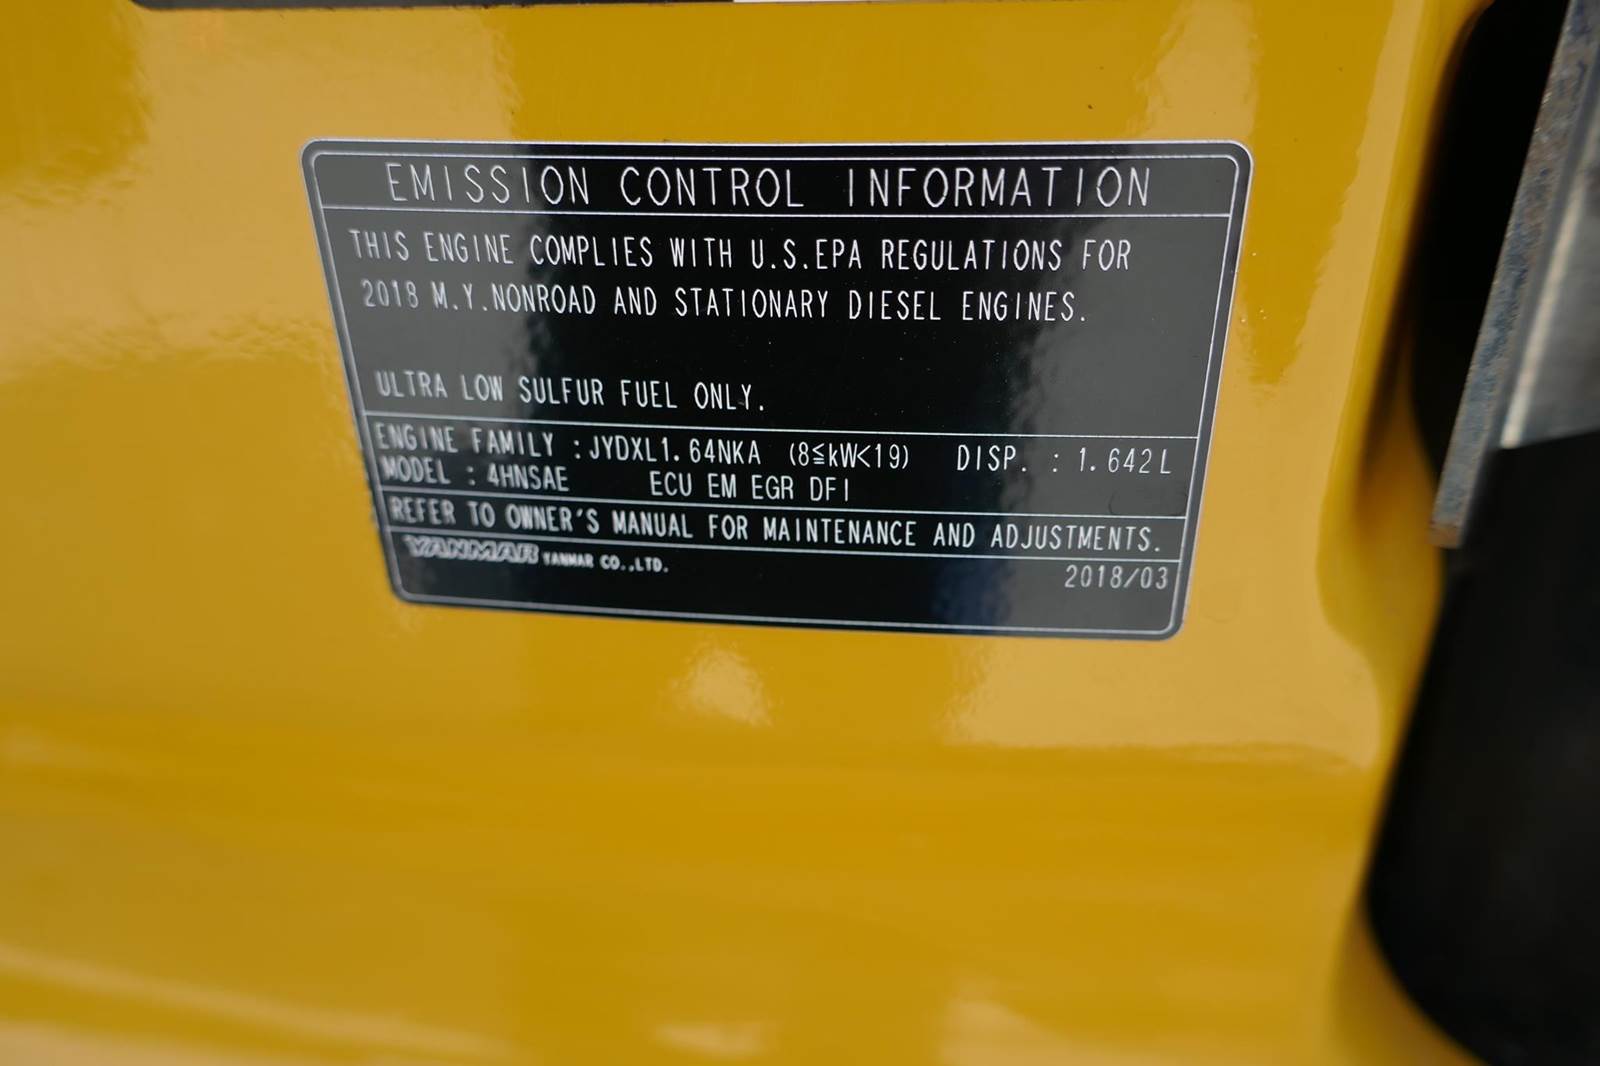 EMISSION CONTROL INFORMATION
THIS ENGINE COMPLIES WITH U.S.EPA REGULATIONS FOR
2018 M.Y.NONROAD AND STATIONARY DIESEL ENGINES.
ULTRA LOW SULFUR FUEL ONLY.
ENGINE FAMILY :JYDXL1.64NKA (8≦kW<19) DISP. : 1.642L
MODEL : 4HNSAE ECU EM EGR DFI
REFER TO OWNER'S MANUAL FOR MAINTENANCE AND ADJUSTMENTS.
YANMAR YANMAR CO.,LTD.
2018/03